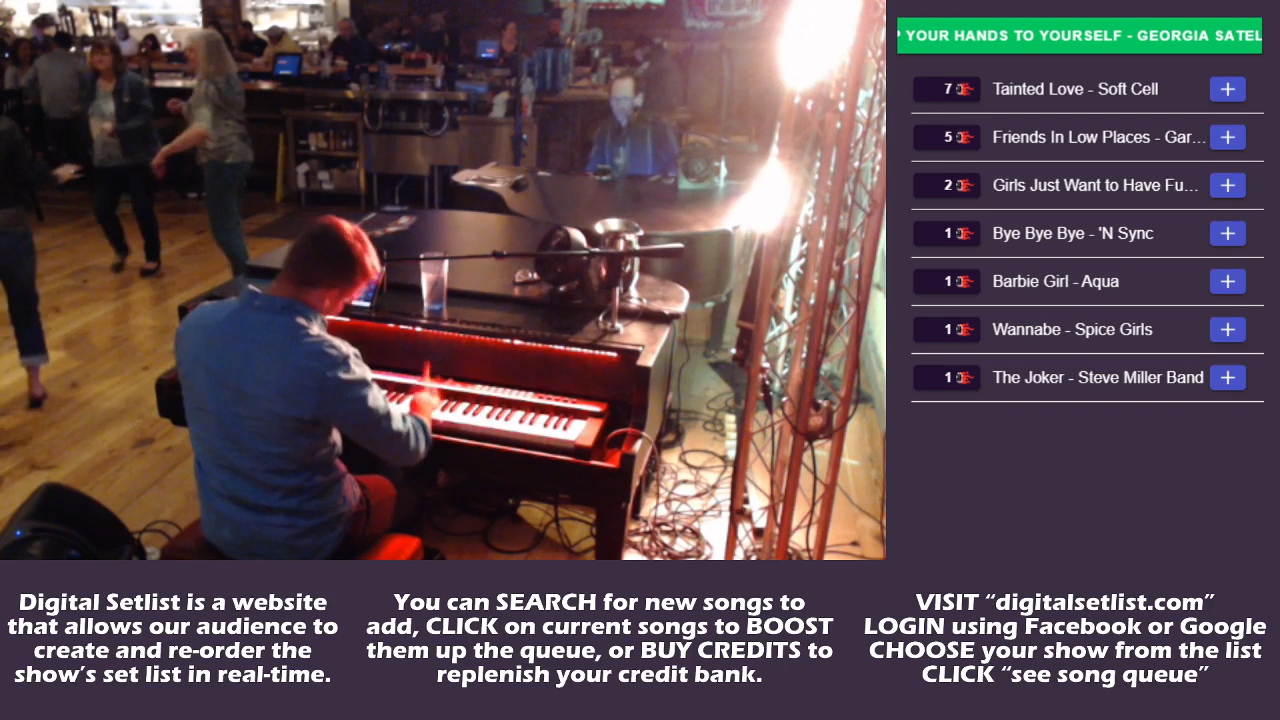 YOUR HANDS TO YOURSELF - GEORGIA SATEL
7 Tainted Love - Soft Cell +
5 Friends In Low Places - Gar... +
2 Girls Just Want to Have Fu... +
1 Bye Bye Bye - 'N Sync +
1 Barbie Girl - Aqua +
1 Wannabe - Spice Girls +
1 The Joker - Steve Miller Band +
Digital Setlist is a website
that allows our audience to
create and re-order the
show's set list in real-time.
You can SEARCH for new songs to
add, CLICK on current songs to BOOST
them up the queue, or BUY CREDITS to
replenish your credit bank.
VISIT “digitalsetlist.com”
LOGIN using Facebook or Google
CHOOSE your show from the list
CLICK “see song queue”